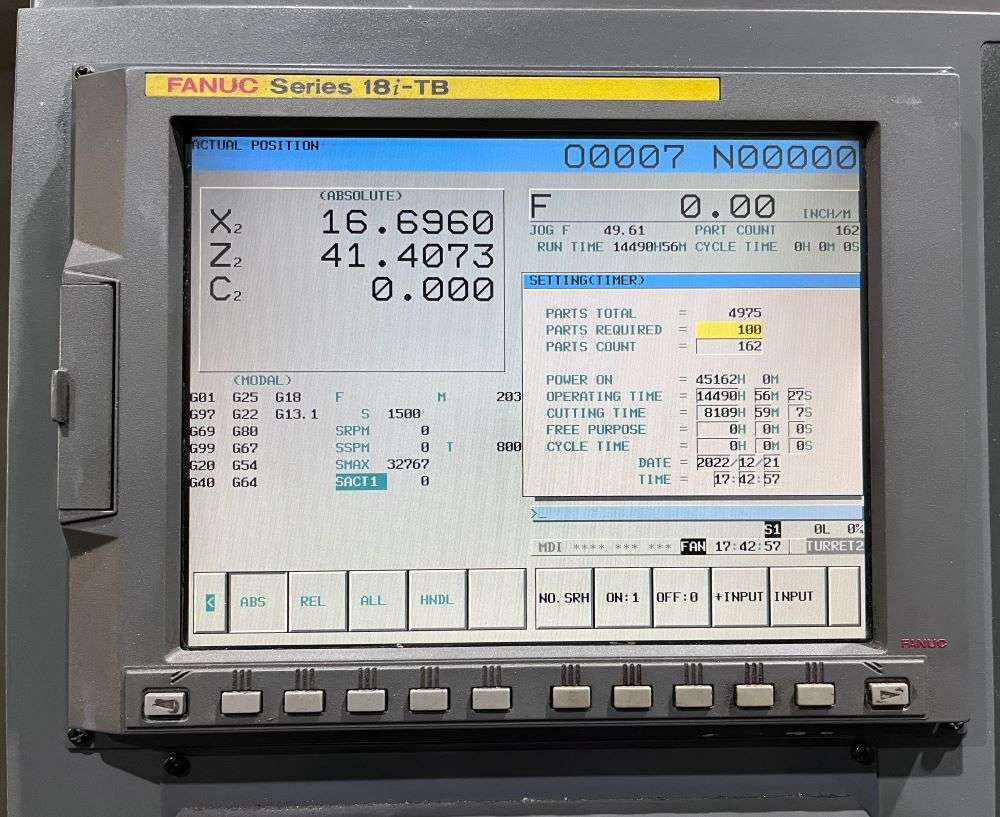 FANUC Series 18i-TB
ACTUAL POSITION
O0007 N00000
(ABSOLUTE)
X2 16.6960
Z2 41.4073
C2 0.000
F 0.00 INCH/M
JOG F 49.61 PART COUNT 162
RUN TIME 14490H56M CYCLE TIME 0H 0M 0S
SETTING(TIMER)
PARTS TOTAL = 4975
PARTS REQUIRED = 100
PARTS COUNT = 162
POWER ON = 45162H 0M
OPERATING TIME = 14490H 56M 27S
CUTTING TIME = 8109H 59M 7S
FREE PURPOSE = 0H 0M 0S
CYCLE TIME = 0H 0M 0S
DATE = 2022/12/21
TIME = 17:42:57
(MODAL)
G01 G25 G18 F M 203
G97 G22 G13.1 S 1500
G69 G80 SRPM 0
G99 G67 SSPM 0 T 800
G20 G54 SMAX 32767
G40 G64 SACT1 0
>_
S1 0L 0%
MDI **** *** *** FAN 17:42:57 TURRET2
< ABS REL ALL HNDL
NO.SRH ON:1 OFF:0 +INPUT INPUT
FANUC